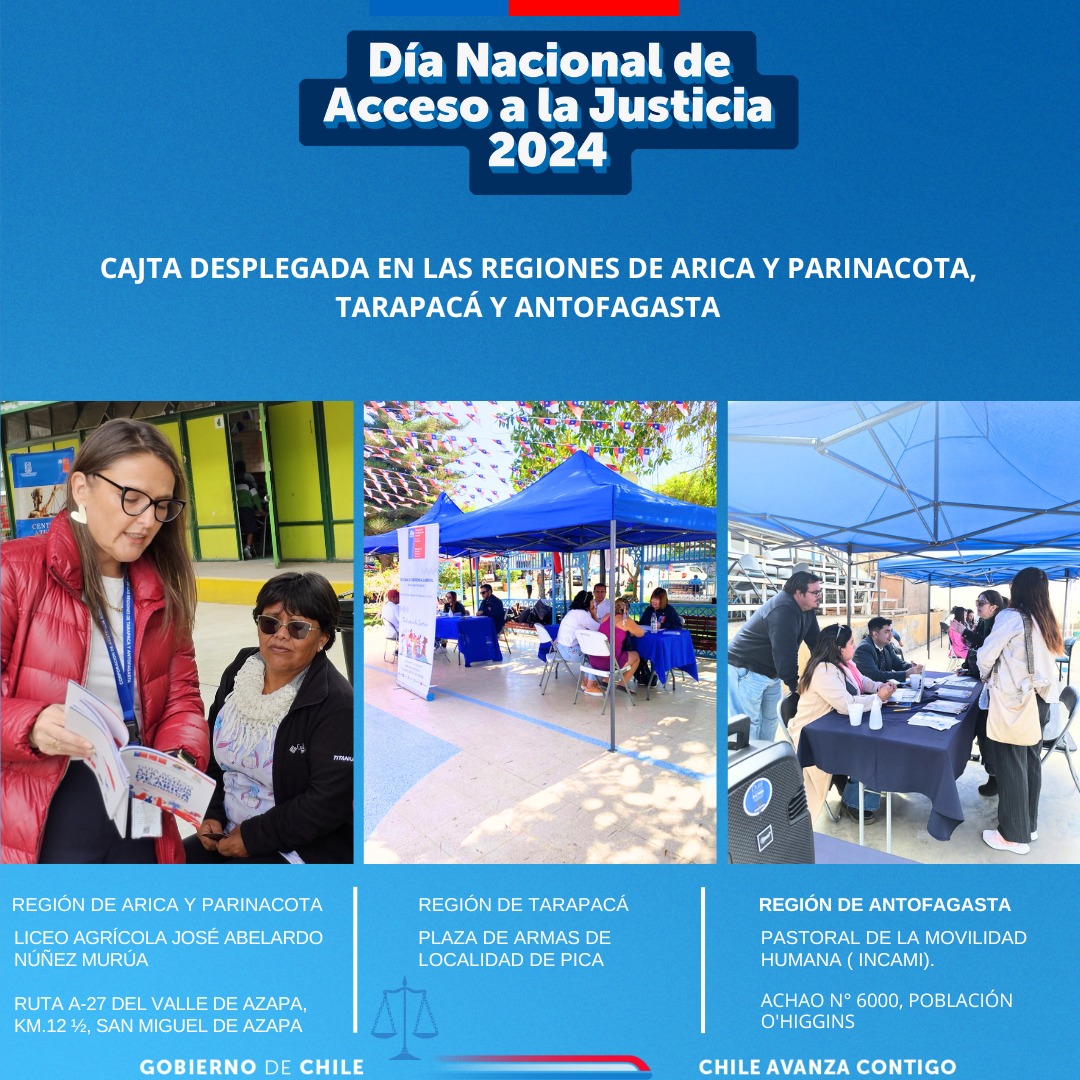 Día Nacional de
Acceso a la Justicia
2024
CAJTA DESPLEGADA EN LAS REGIONES DE ARICA Y PARINACOTA,
TARAPACÁ Y ANTOFAGASTA
4
TITANIU
REGIÓN DE ARICA Y PARINACOTA
LICEO AGRÍCOLA JOSÉ ABELARDO
NÚÑEZ MURÚA
RUTA A-27 DEL VALLE DE AZAPA,
KM.12 ½, SAN MIGUEL DE AZAPA
REGIÓN DE TARAPACÁ
PLAZA DE ARMAS DE
LOCALIDAD DE PICA
REGIÓN DE ANTOFAGASTA
PASTORAL DE LA MOVILIDAD
HUMANA ( INCAMI).
ACHAO N° 6000, POBLACIÓN
O'HIGGINS
GOBIERNO DE CHILE
CHILE AVANZA CONTIGO